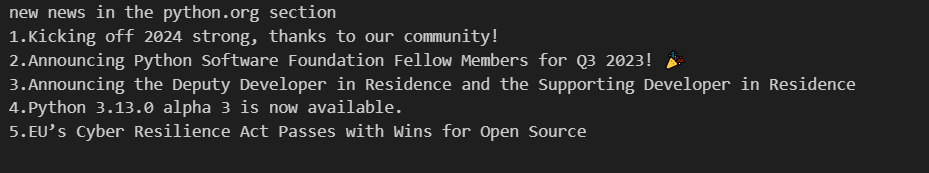 new news in the python.org section
1.Kicking off 2024 strong, thanks to our community!
2.Announcing Python Software Foundation Fellow Members for Q3 2023! 🎉
3.Announcing the Deputy Developer in Residence and the Supporting Developer in Residence
4.Python 3.13.0 alpha 3 is now available.
5.EU’s Cyber Resilience Act Passes with Wins for Open Source